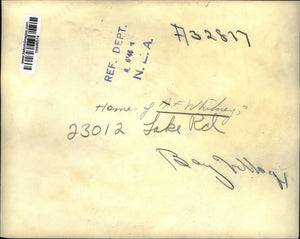 A32817
REF. DEPT.
N. E. A.
Home of A. F. Whitney,
23012 Lake Rd
Bay Village